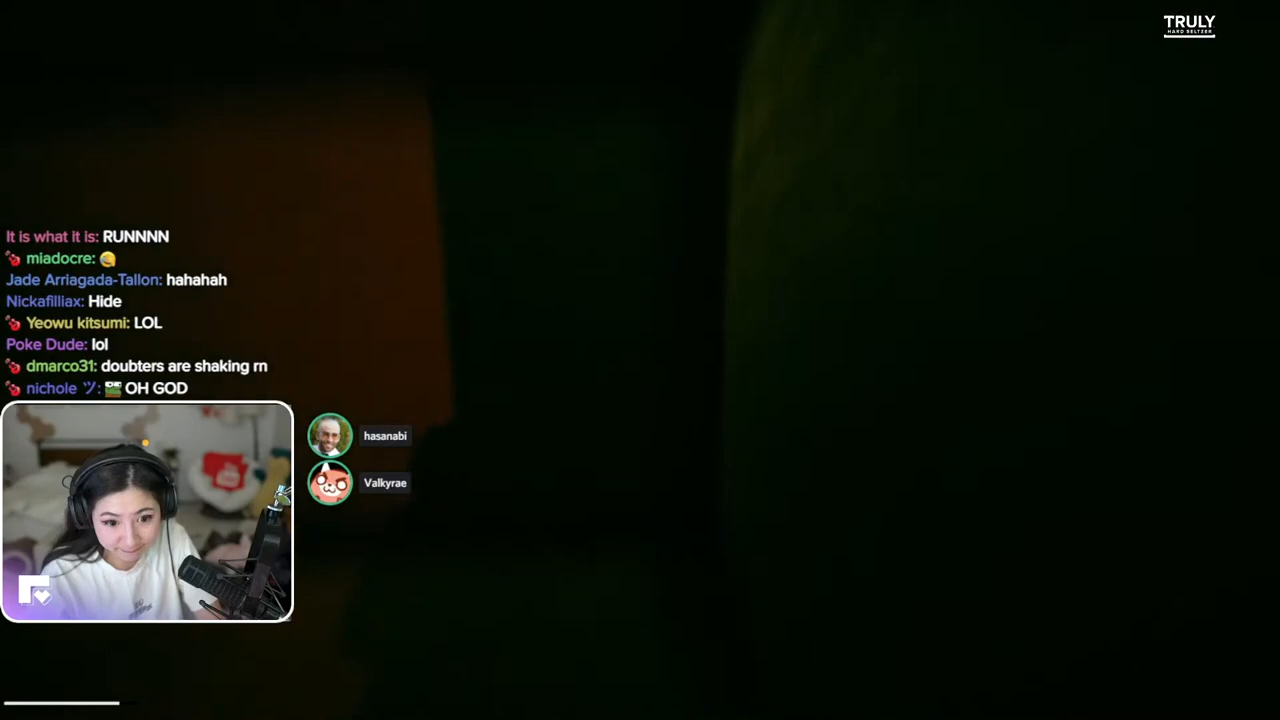 TRULY
HARD SELTZER
It is what it is: RUNNNN
miadocre:
Jade Arriagada-Tallon: hahahah
Nickafilliax: Hide
Yeowu kitsumi: LOL
Poke Dude: lol
dmarco31: doubters are shaking rn
nichole ツ: OH GOD
hasanabi
Valkyrae